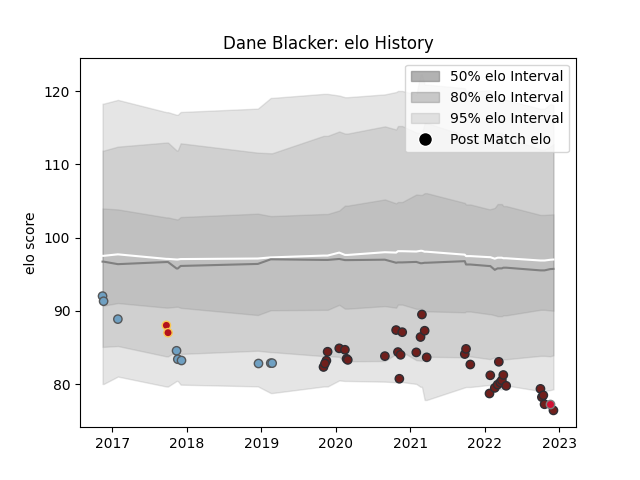 Dane Blacker: elo History
50% elo Interval
80% elo Interval
95% elo Interval
Post Match elo
elo score
120
110
100
90
80
2017 2018 2019 2020 2021 2022 2023